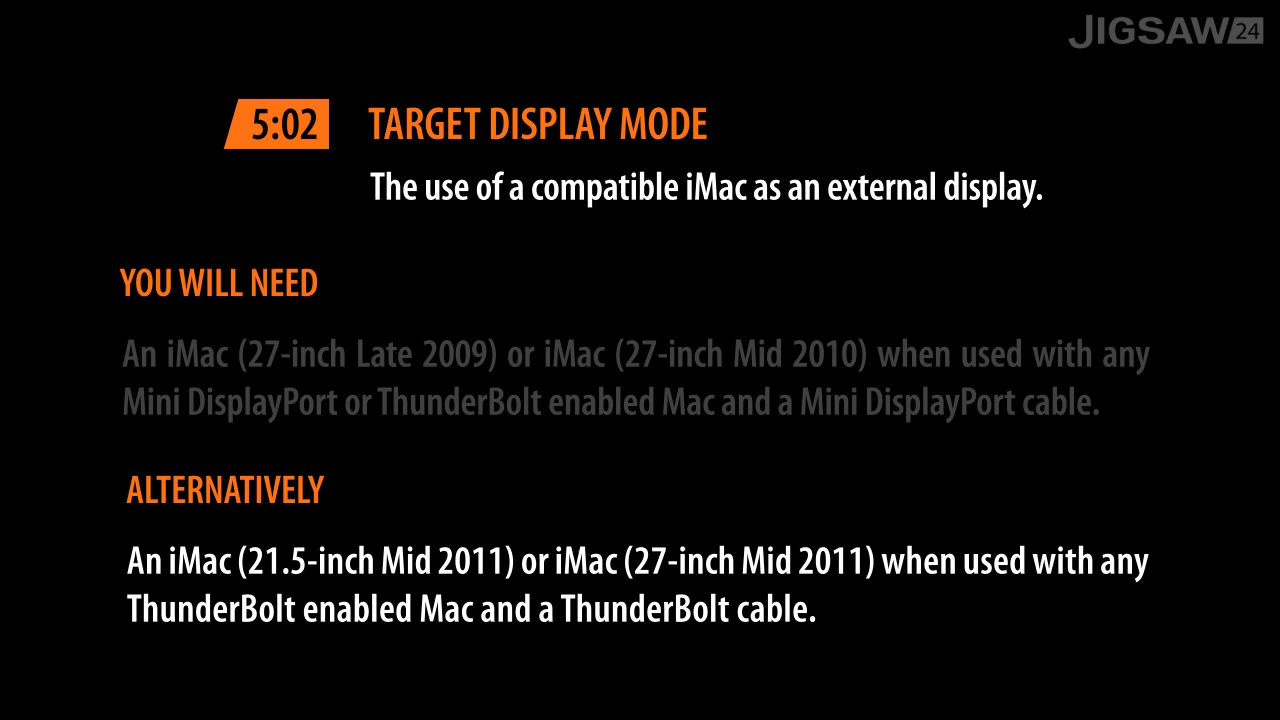 JIGSAW24
5:02 TARGET DISPLAY MODE
The use of a compatible iMac as an external display.
YOU WILL NEED
An iMac (27-inch Late 2009) or iMac (27-inch Mid 2010) when used with any
Mini DisplayPort or ThunderBolt enabled Mac and a Mini DisplayPort cable.
ALTERNATIVELY
An iMac (21.5-inch Mid 2011) or iMac (27-inch Mid 2011) when used with any
ThunderBolt enabled Mac and a ThunderBolt cable.